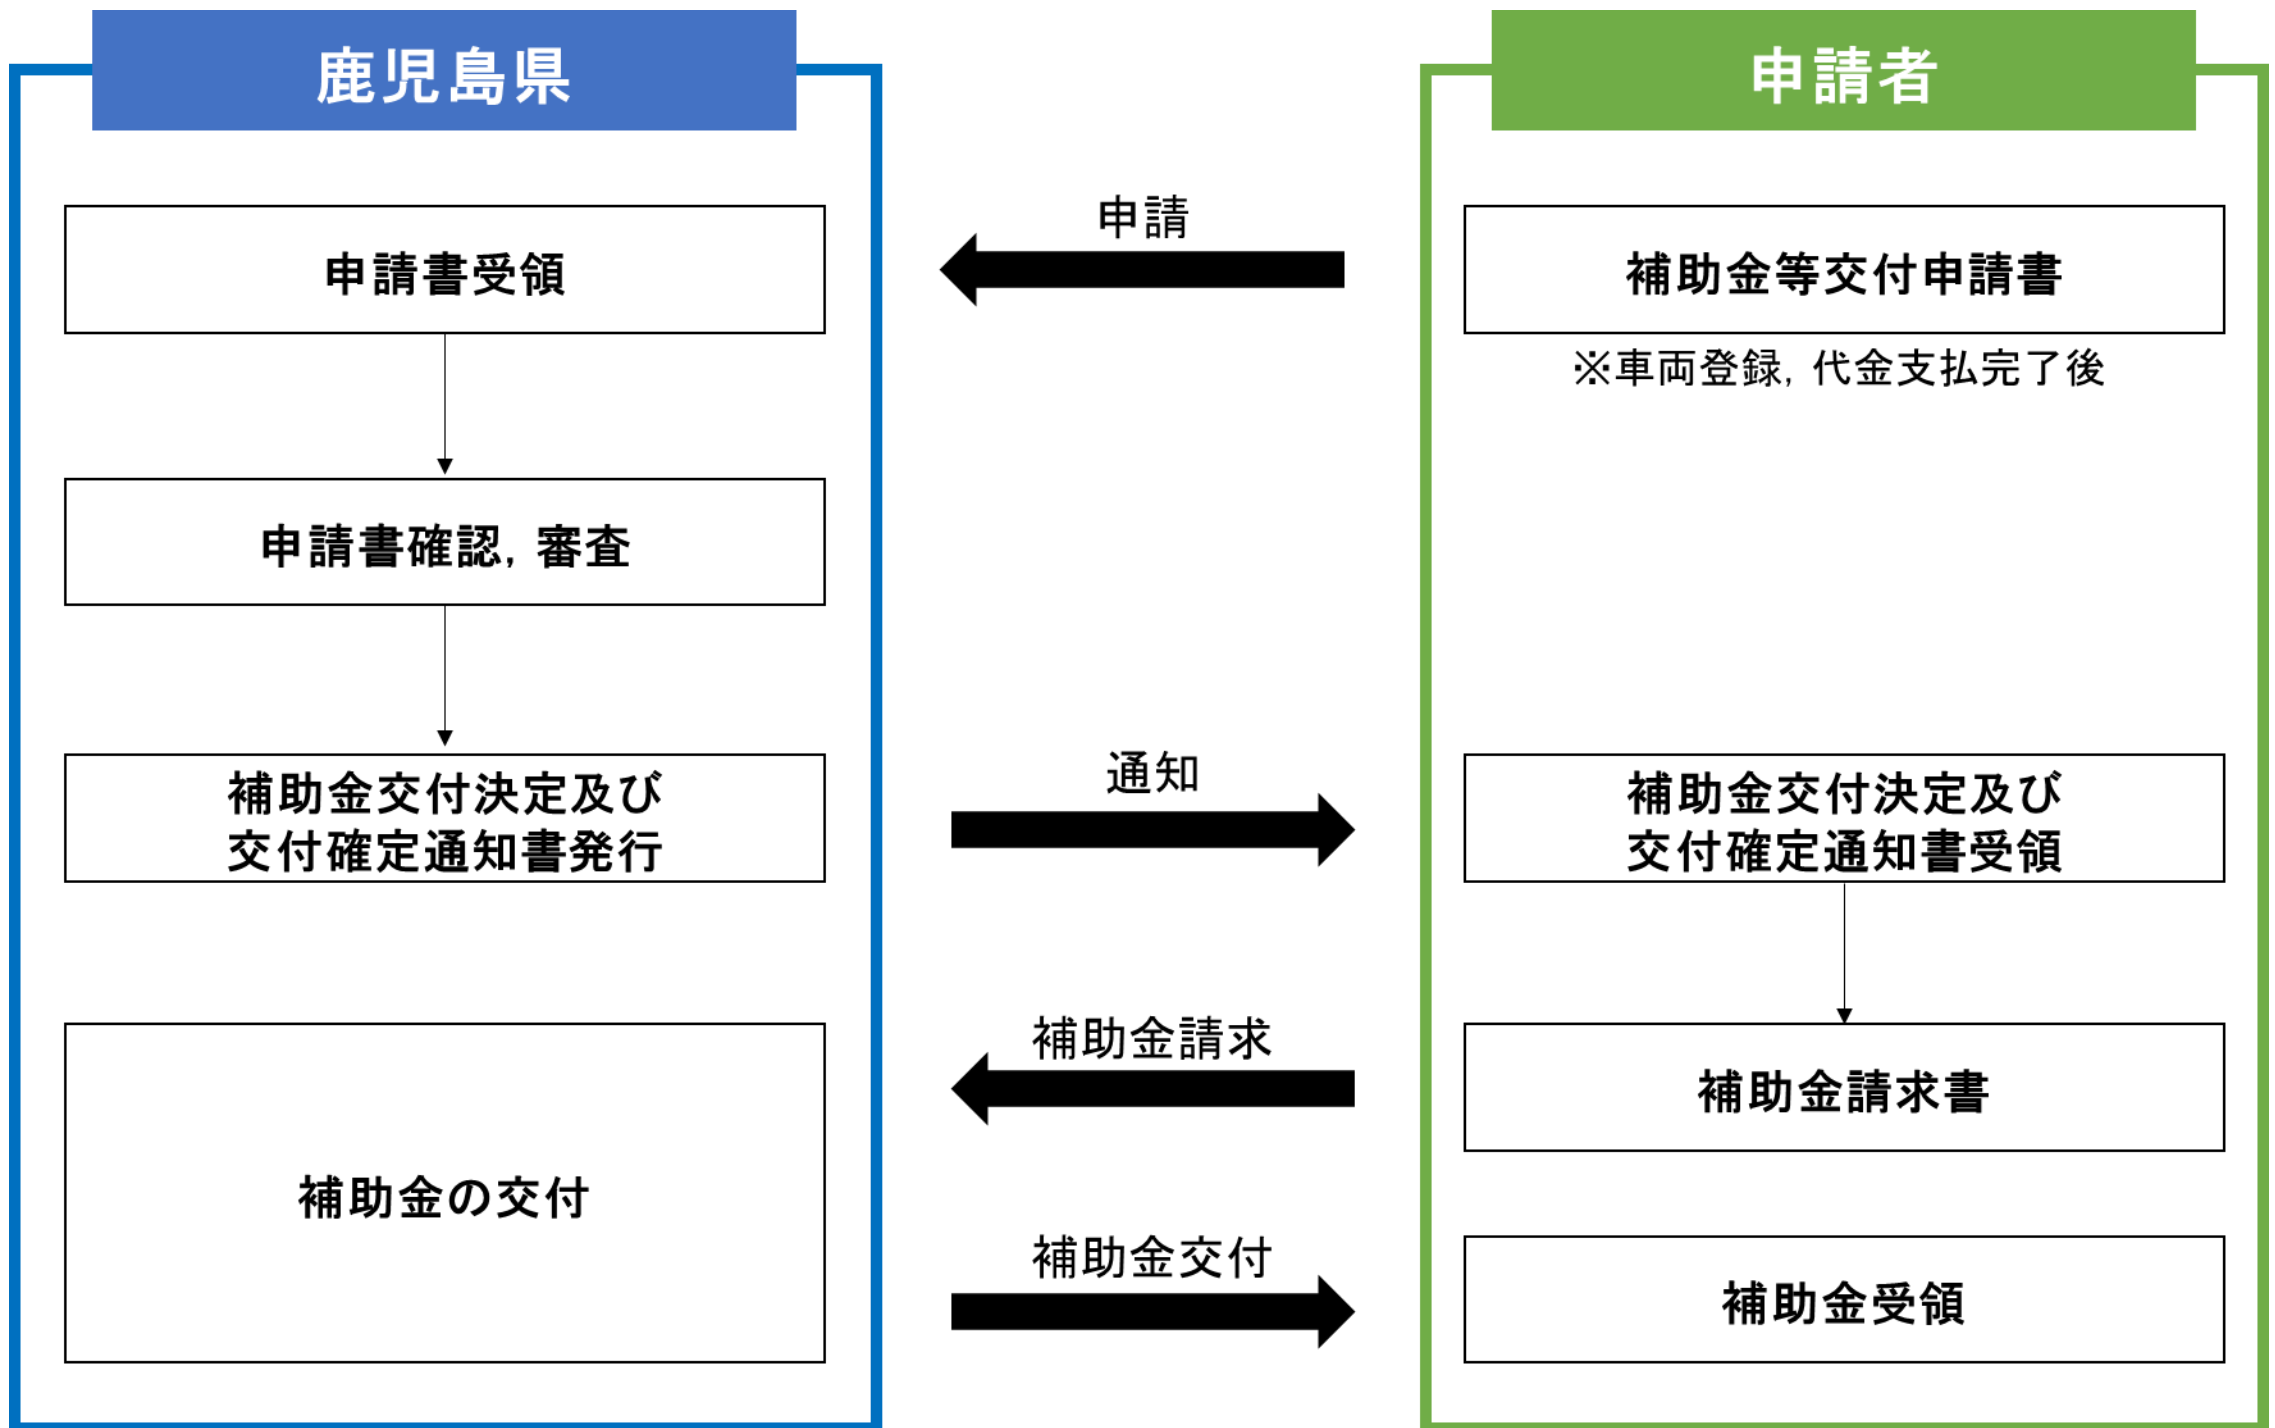 鹿児島県
申請者
申請書受領
申請
補助金等交付申請書
※車両登録，代金支払完了後
申請書確認，審査
補助金交付決定及び
交付確定通知書発行
通知
補助金交付決定及び
交付確定通知書受領
補助金請求
補助金請求書
補助金の交付
補助金交付
補助金受領